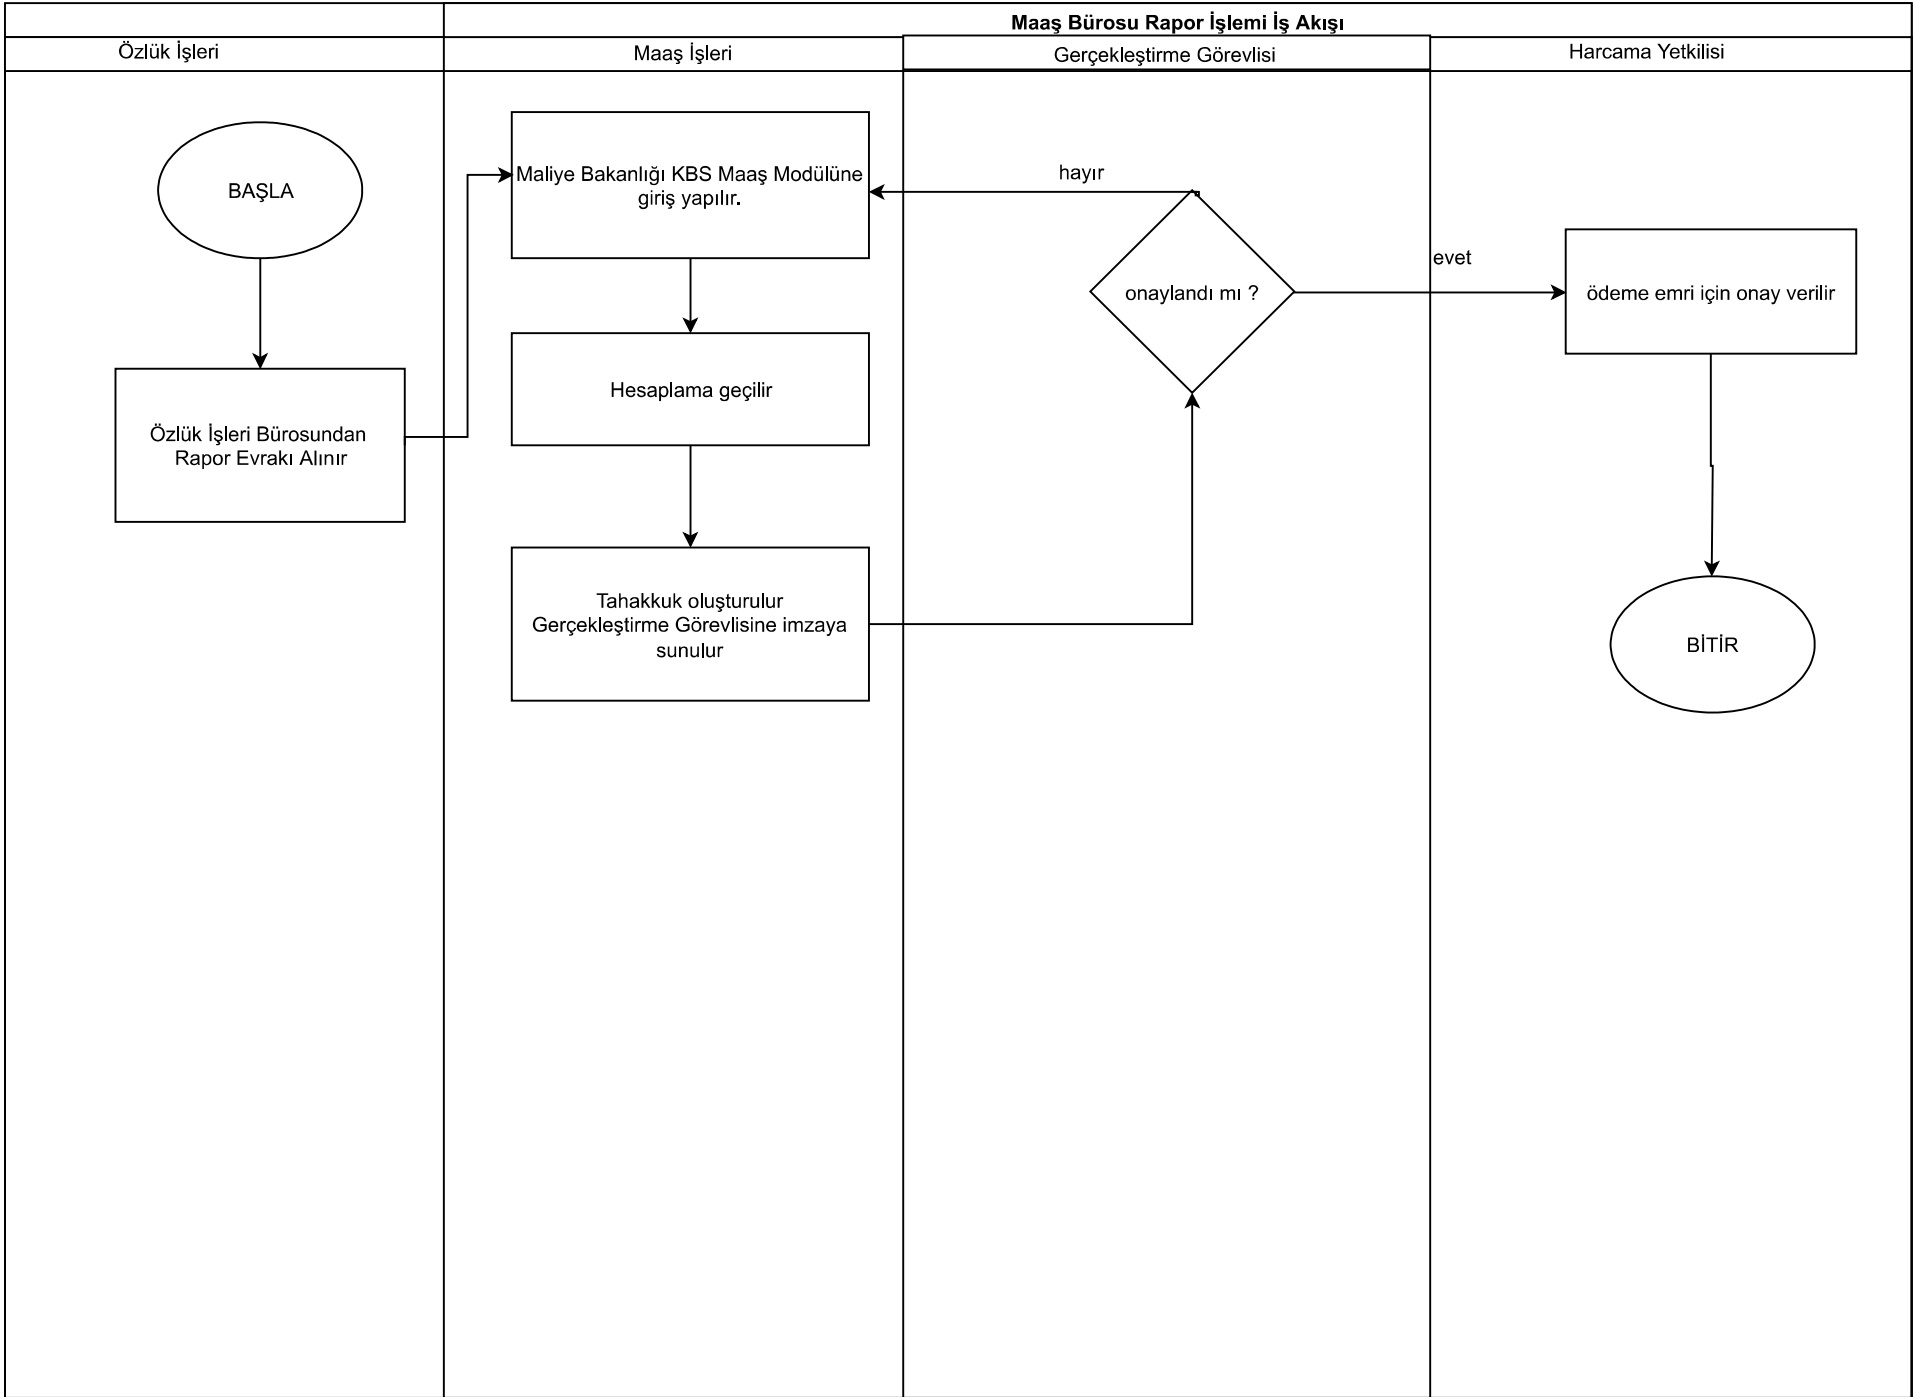 Maaş Bürosu Rapor İşlemi İş Akışı
Özlük İşleri
Maaş İşleri
Gerçekleştirme Görevlisi
Harcama Yetkilisi
BAŞLA
Özlük İşleri Bürosundan
Rapor Evrakı Alınır
Maliye Bakanlığı KBS Maaş Modülüne
giriş yapılır.
Hesaplama geçilir
Tahakkuk oluşturulur
Gerçekleştirme Görevlisine imzaya
sunulur
hayır
onaylandı mı ?
evet
ödeme emri için onay verilir
BİTİR